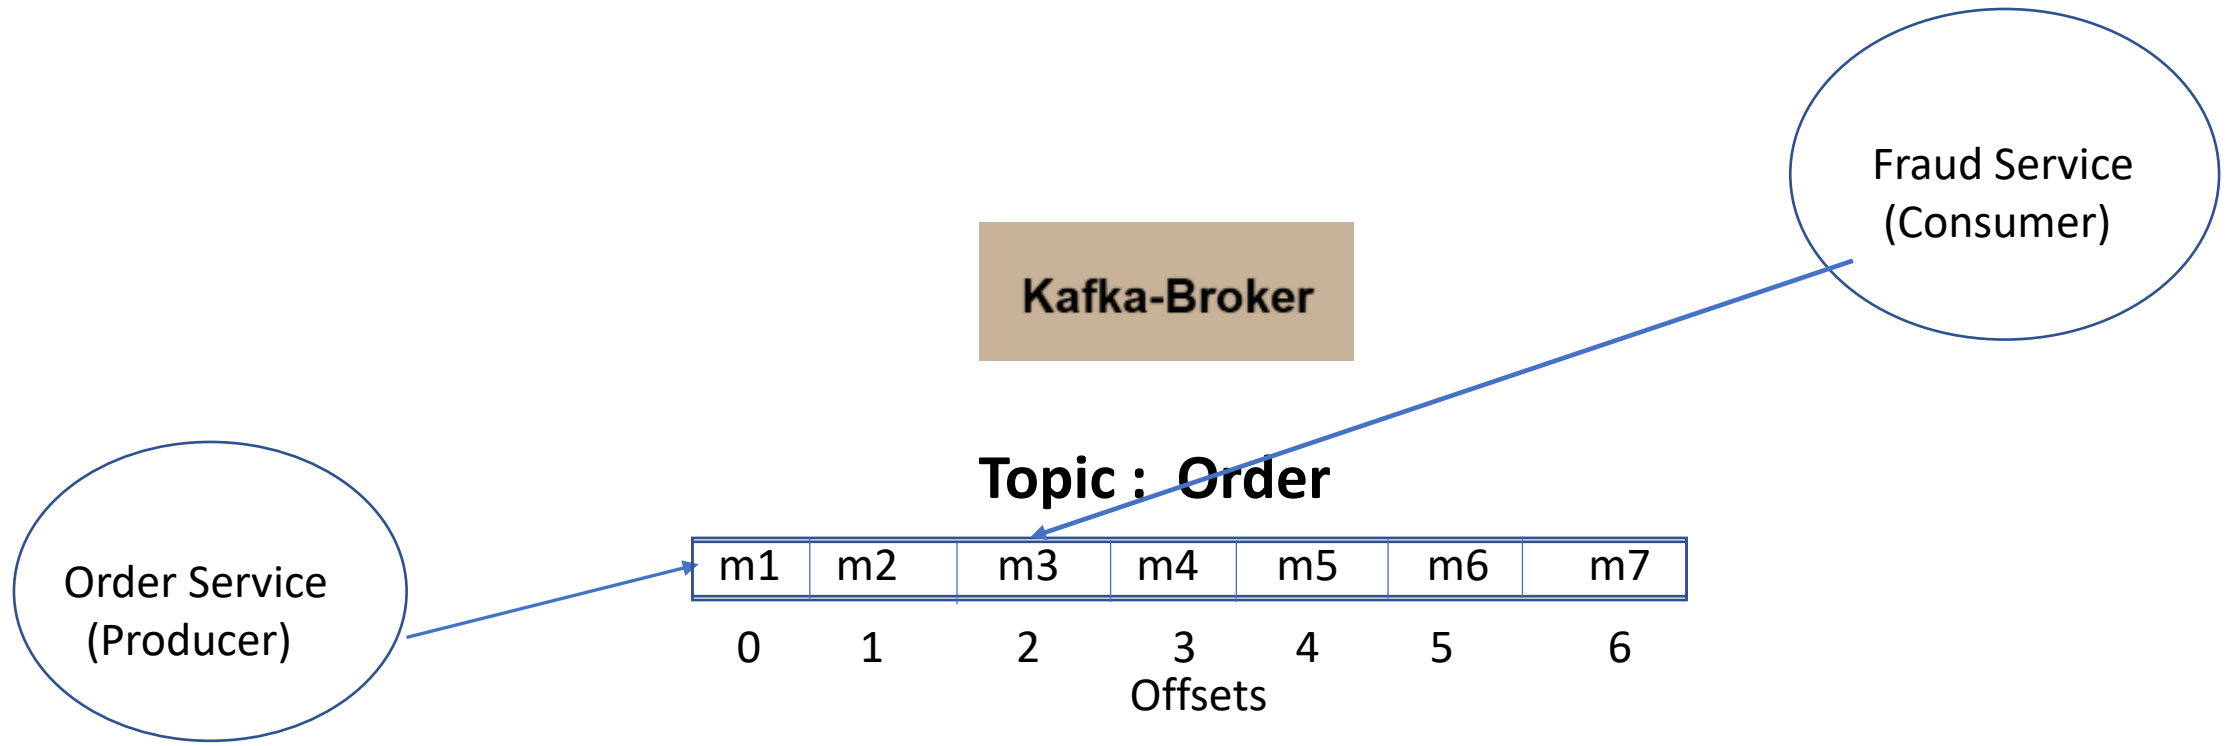 Fraud Service
(Consumer)
Kafka-Broker
Topic : Order
m1 m2 m3 m4 m5 m6 m7
0 1 2 3 4 5 6
Offsets
Order Service
(Producer)